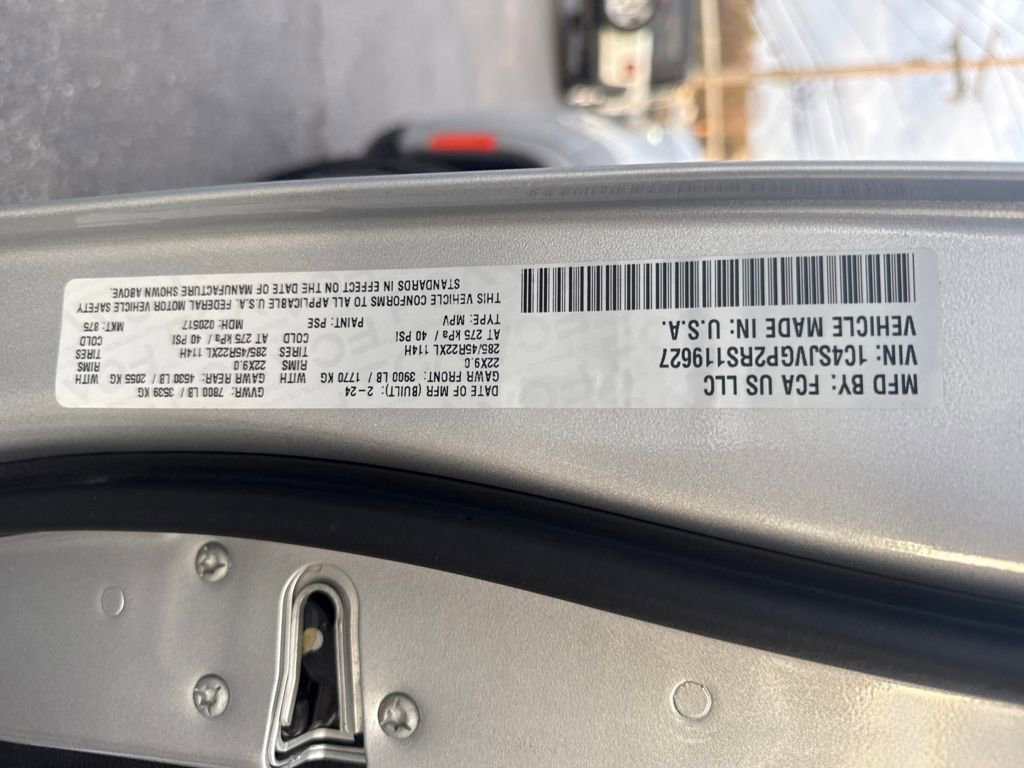 MFD BY: FCA US LLC
VIN: 1C4SJVGP2RS119627
VEHICLE MADE IN: U.S.A.
DATE OF MFR (BUILT): 2-24 GVWR: 7800 LB / 3539 KG
GAWR FRONT: 3900 LB / 1770 KG WITH GAWR REAR: 4530 LB / 2055 KG WITH
22X9.0 RIMS 22X9.0 RIMS
285/45R22XL 114H TIRES 285/45R22XL 114H TIRES
AT 275 kPa / 40 PSI COLD AT 275 kPa / 40 PSI COLD
TYPE: MPV PAINT: PSE MDH: 020517 MKT: 875
THIS VEHICLE CONFORMS TO ALL APPLICABLE U.S.A. FEDERAL MOTOR VEHICLE SAFETY
STANDARDS IN EFFECT ON THE DATE OF MANUFACTURE SHOWN ABOVE.